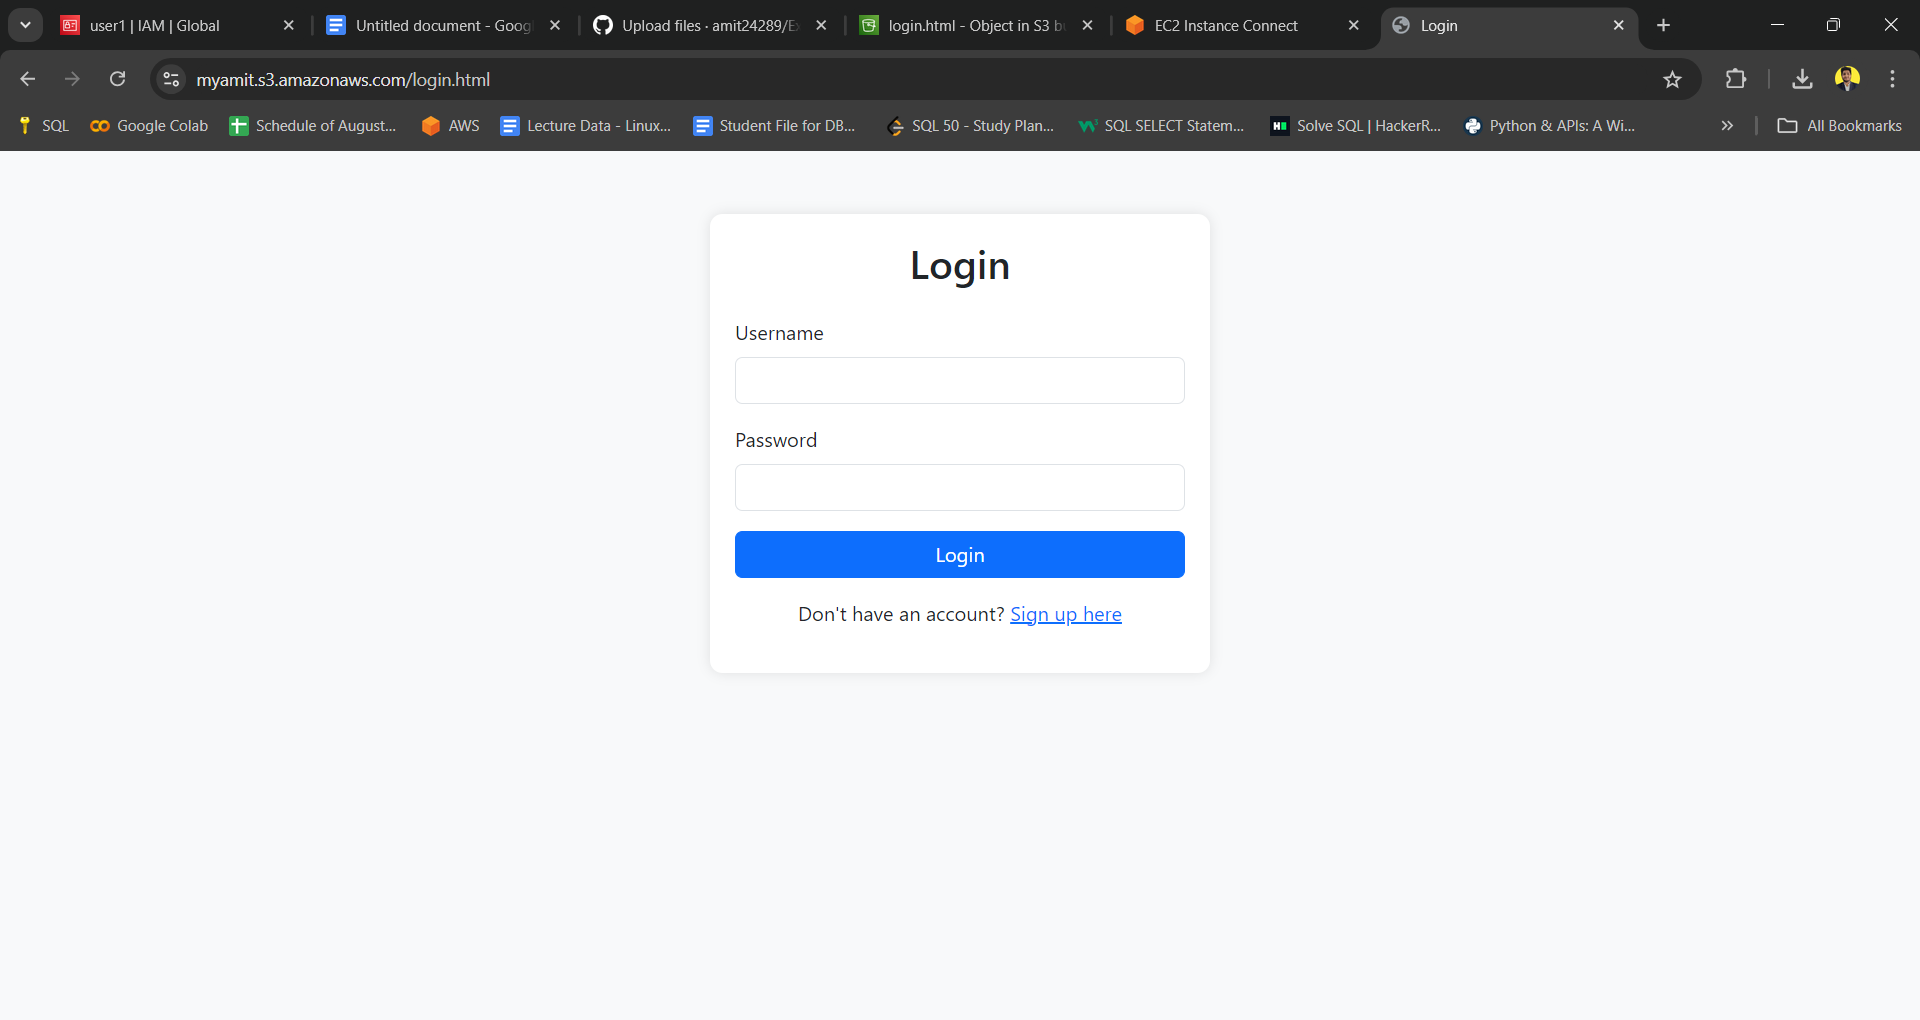 user1 | IAM | Global
Untitled document - Goog
Upload files · amit24289/E
login.html - Object in S3 b
EC2 Instance Connect
Login
myamit.s3.amazonaws.com/login.html
SQL
Google Colab
Schedule of August...
AWS
Lecture Data - Linux...
Student File for DB...
SQL 50 - Study Plan...
SQL SELECT Statem...
Solve SQL | HackerR...
Python & APIs: A Wi...
All Bookmarks
Login
Username
Password
Login
Don't have an account? Sign up here